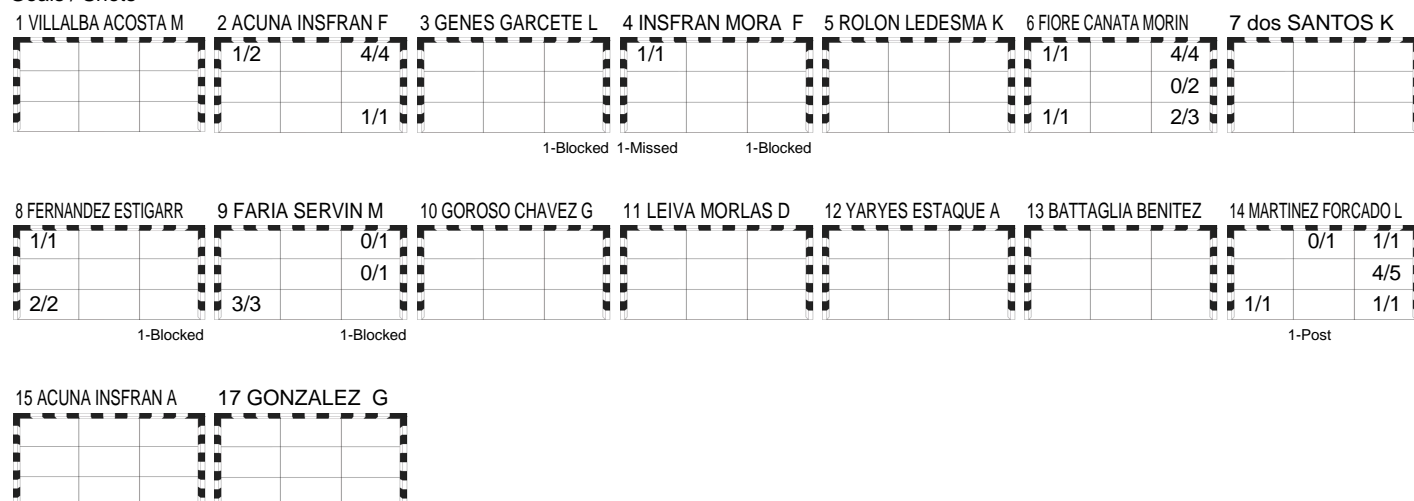 1 VILLALBA ACOSTA M 2 ACUNA INSFRAN F 3 GENES GARCETE L 4 INSFRAN MORA F 5 ROLON LEDESMA K 6 FIORE CANATA MORIN 7 dos SANTOS K
1/2 4/4 1/1 1/1 4/4
0/2
1/1 1/1 2/3
1-Blocked 1-Missed 1-Blocked
8 FERNANDEZ ESTIGARR 9 FARIA SERVIN M 10 GOROSO CHAVEZ G 11 LEIVA MORLAS D 12 YARYES ESTAQUE A 13 BATTAGLIA BENITEZ 14 MARTINEZ FORCADO L
1/1 0/1 0/1 1/1
0/1 4/5
2/2 3/3 1/1 1/1
1-Blocked 1-Blocked 1-Post
15 ACUNA INSFRAN A 17 GONZALEZ G